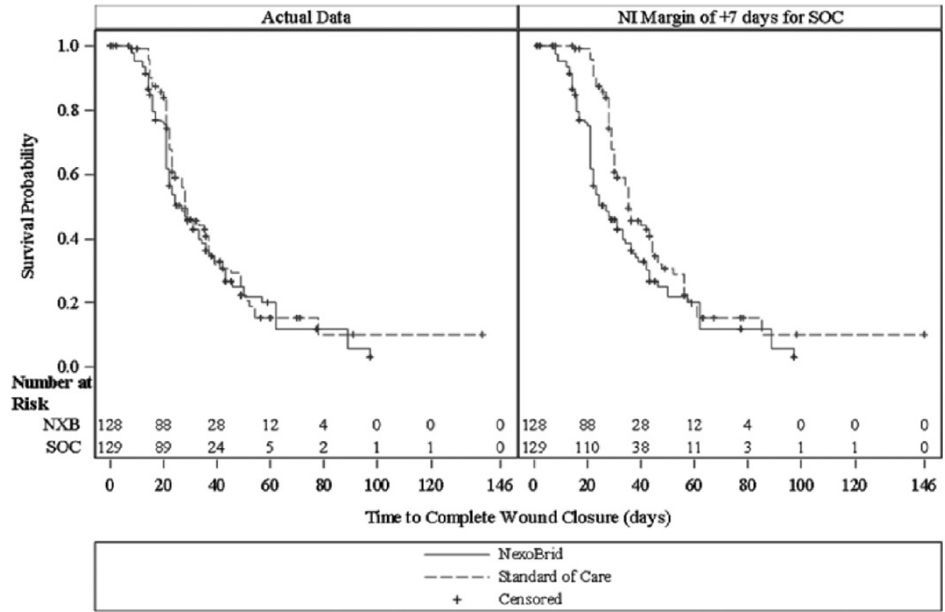 Actual Data NI Margin of +7 days for SOC
Survival Probability
1.0
0.8
0.6
0.4
0.2
0.0
Number at
Risk
NXB 128 88 28 12 4 0 0 0 128 88 28 12 4 0 0 0
SOC 129 89 24 5 2 1 1 0 129 110 38 11 3 1 1 0
0 20 40 60 80 100 120 146 0 20 40 60 80 100 120 146
Time to Complete Wound Closure (days)
NexoBrid
Standard of Care
+ Censored